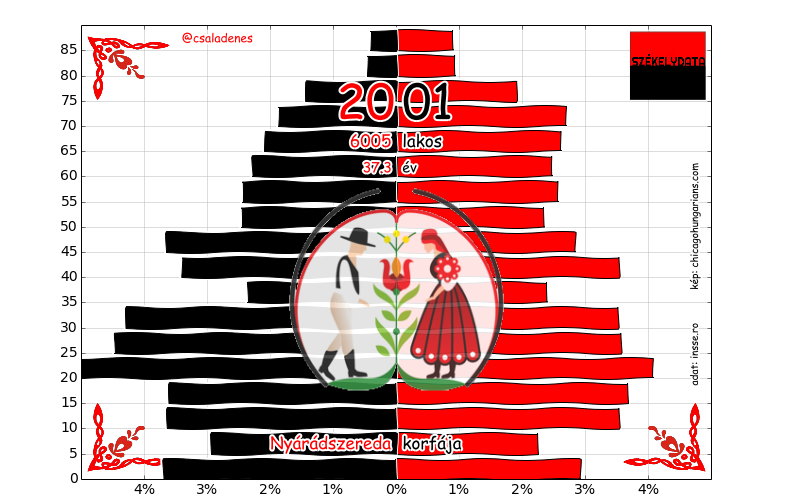 @csaladenes
SZÉKELYDATA
2001
6005 lakos
37.3 év
kép: chicagohungarians.com
adat: insse.ro
Nyárádszereda korfája
85
80
75
70
65
60
55
50
45
40
35
30
25
20
15
10
5
0
4% 3% 2% 1% 0% 1% 2% 3% 4%